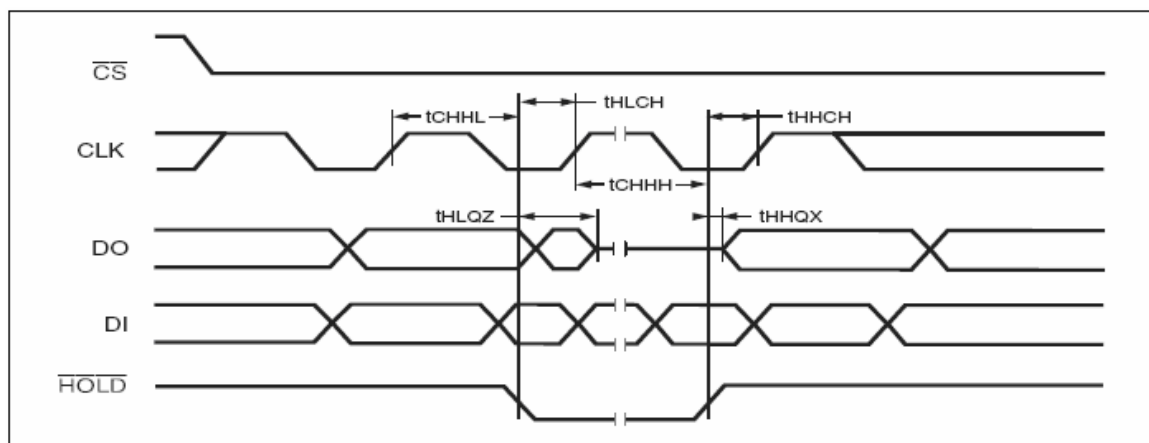 CS
tHLCH
tCHHL
tHHCH
CLK
tCHHH
tHLQZ
tHHQX
DO
DI
HOLD